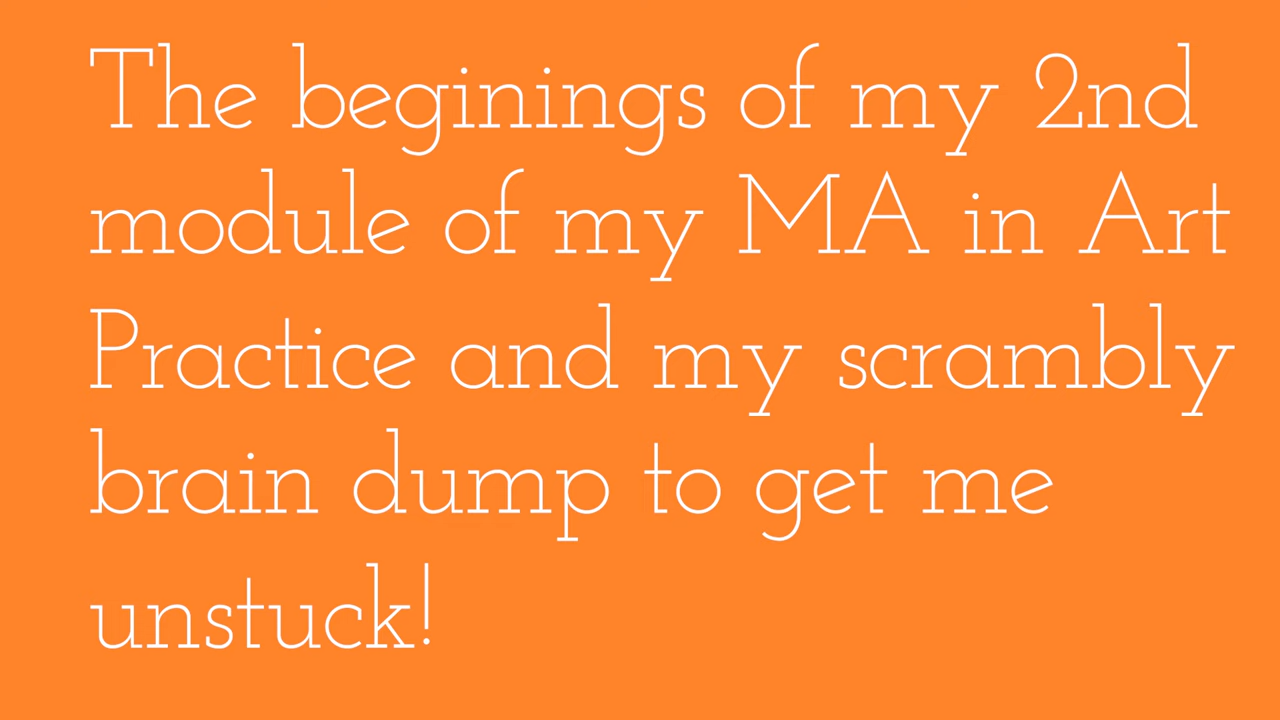 The beginings of my 2nd
module of my MA in Art
Practice and my scrambly
brain dump to get me
unstuck!